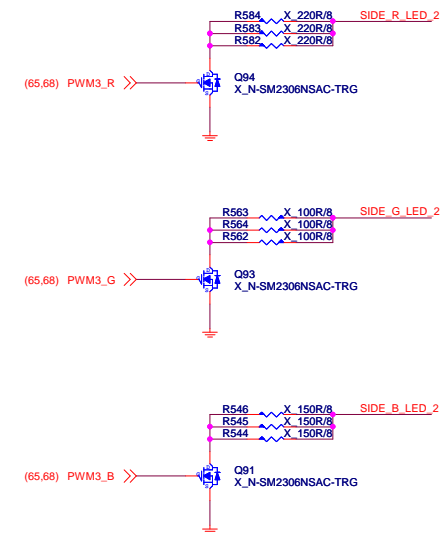 R584 X_220R/8 SIDE_R_LED_2
R583 X_220R/8
R582 X_220R/8
Q94
(65,68) PWM3_R
X_N-SM2306NSAC-TRG
R563 X_100R/8 SIDE_G_LED_2
R564 X_100R/8
R562 X_100R/8
Q93
(65,68) PWM3_G
X_N-SM2306NSAC-TRG
R546 X_150R/8 SIDE_B_LED_2
R545 X_150R/8
R544 X_150R/8
Q91
(65,68) PWM3_B
X_N-SM2306NSAC-TRG